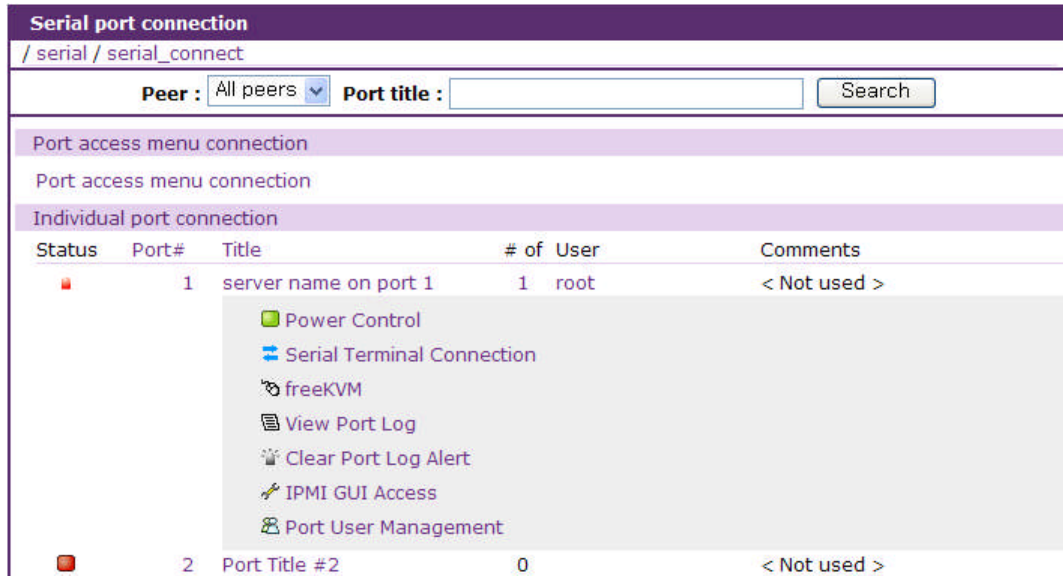 Serial port connection
/ serial / serial_connect
Peer : All peers Port title : Search
Port access menu connection
Port access menu connection
Individual port connection
Status Port# Title # of User Comments
1 server name on port 1 1 root < Not used >
Power Control
Serial Terminal Connection
freeKVM
View Port Log
Clear Port Log Alert
IPMI GUI Access
Port User Management
2 Port Title #2 0 < Not used >